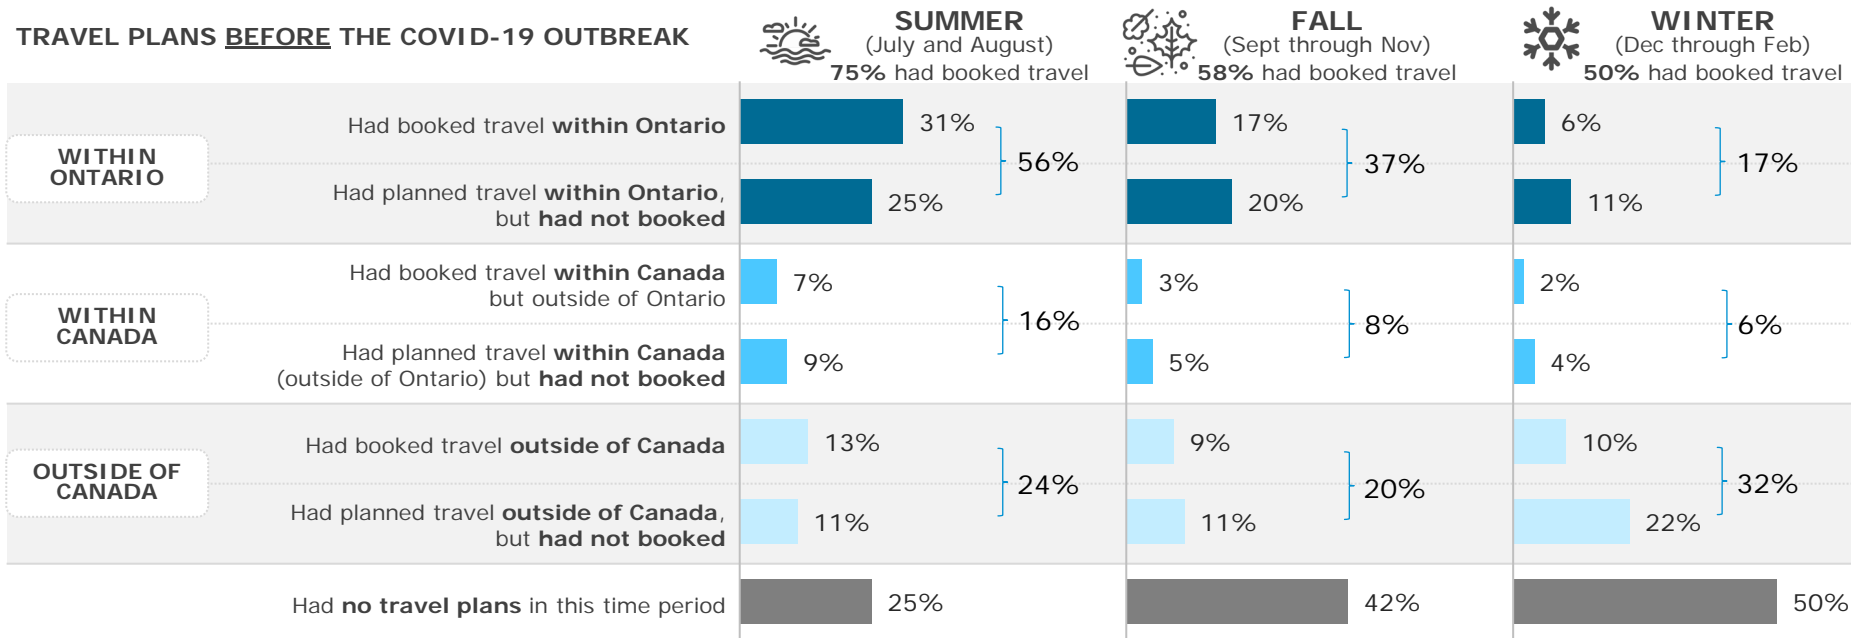 TRAVEL PLANS BEFORE THE COVID-19 OUTBREAK
SUMMER
(July and August)
75% had booked travel
FALL
(Sept through Nov)
58% had booked travel
WINTER
(Dec through Feb)
50% had booked travel
WITHIN
ONTARIO
Had booked travel within Ontario
31%
17%
6%
56%
37%
17%
Had planned travel within Ontario,
but had not booked
25%
20%
11%
WITHIN
CANADA
Had booked travel within Canada
but outside of Ontario
7%
3%
2%
16%
8%
6%
Had planned travel within Canada
(outside of Ontario) but had not booked
9%
5%
4%
OUTSIDE OF
CANADA
Had booked travel outside of Canada
13%
9%
10%
24%
20%
32%
Had planned travel outside of Canada,
but had not booked
11%
11%
22%
Had no travel plans in this time period
25%
42%
50%